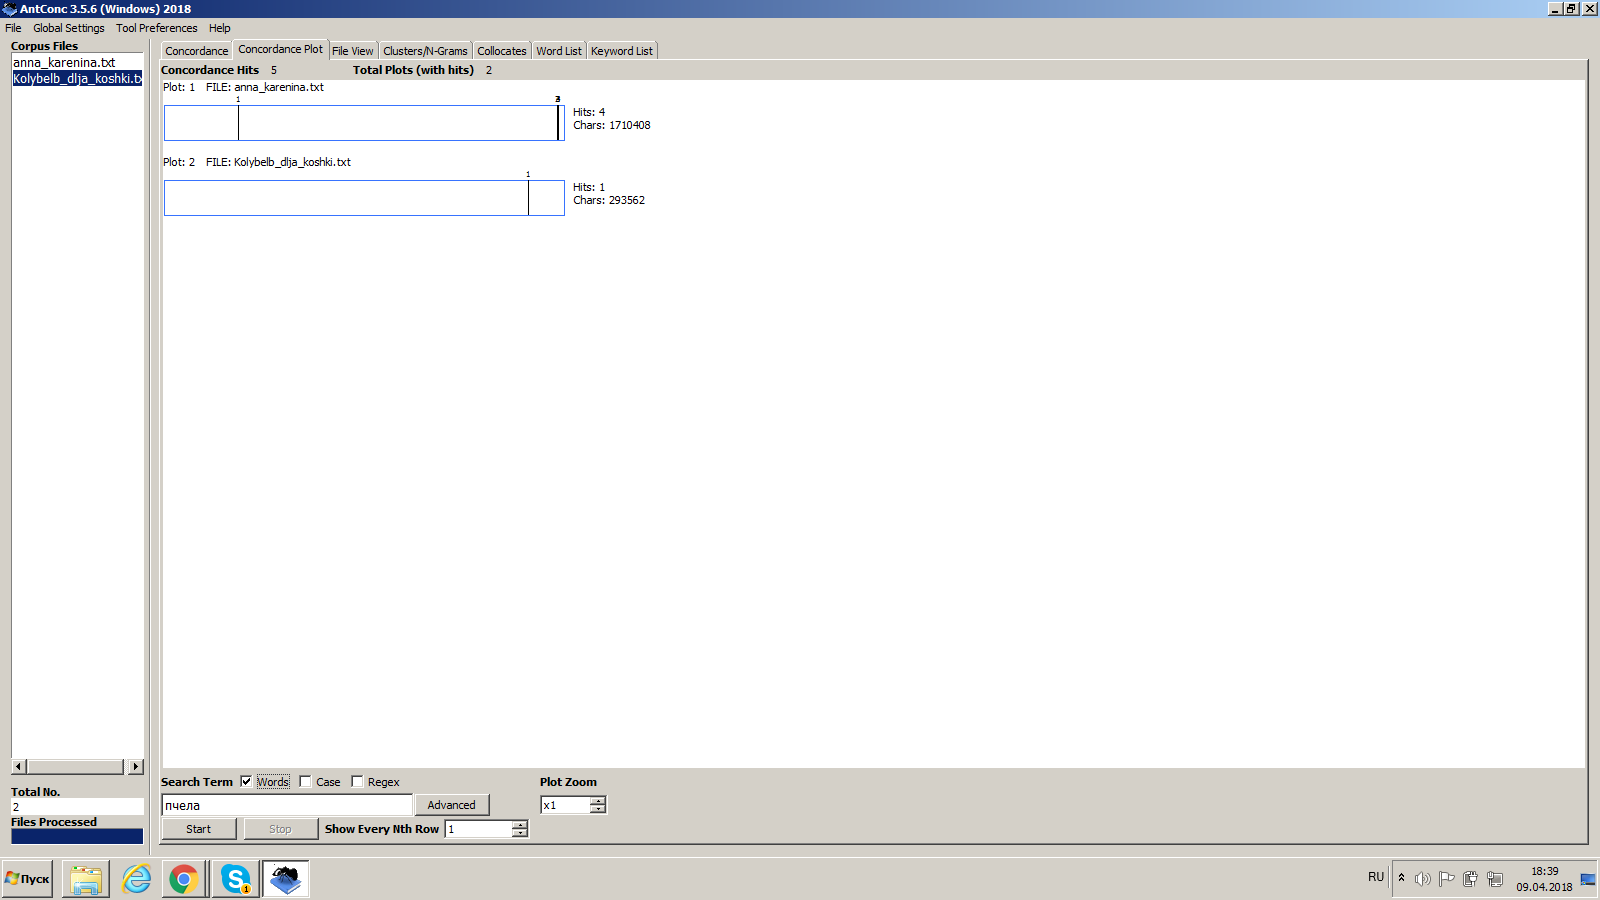 AntConc 3.5.6 (Windows) 2018
File Global Settings Tool Preferences Help
Corpus Files
anna_karenina.txt
Kolybelb_dlja_koshki.tx
Total No.
2
Files Processed
Concordance Concordance Plot File View Clusters/N-Grams Collocates Word List Keyword List
Concordance Hits 5 Total Plots (with hits) 2
Plot: 1 FILE: anna_karenina.txt
1
Hits: 4
Chars: 1710408
Plot: 2 FILE: Kolybelb_dlja_koshki.txt
1
Hits: 1
Chars: 293562
Search Term Words Case Regex Plot Zoom
пчела Advanced x1
Start Stop Show Every Nth Row 1
Пуск
1
RU
18:39
09.04.2018